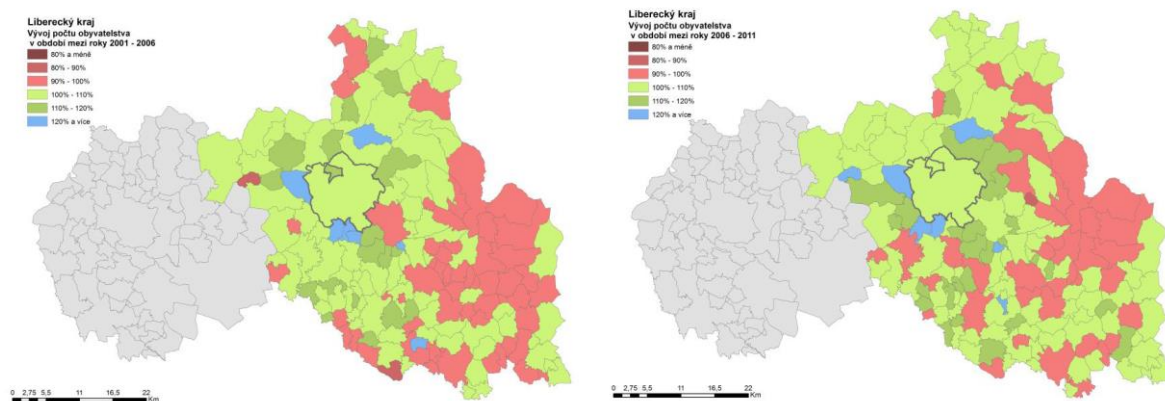 Liberecký kraj
Vývoj počtu obyvatelstva
v období mezi roky 2001 - 2006
80% a méně
80% - 90%
90% - 100%
100% - 110%
110% - 120%
120% a více
0 2,75 5,5 11 16,5 22
Km
Liberecký kraj
Vývoj počtu obyvatelstva
v období mezi roky 2006 - 2011
80% a méně
80% - 90%
90% - 100%
100% - 110%
110% - 120%
120% a více
0 2,75 5,5 11 16,5 22
Km